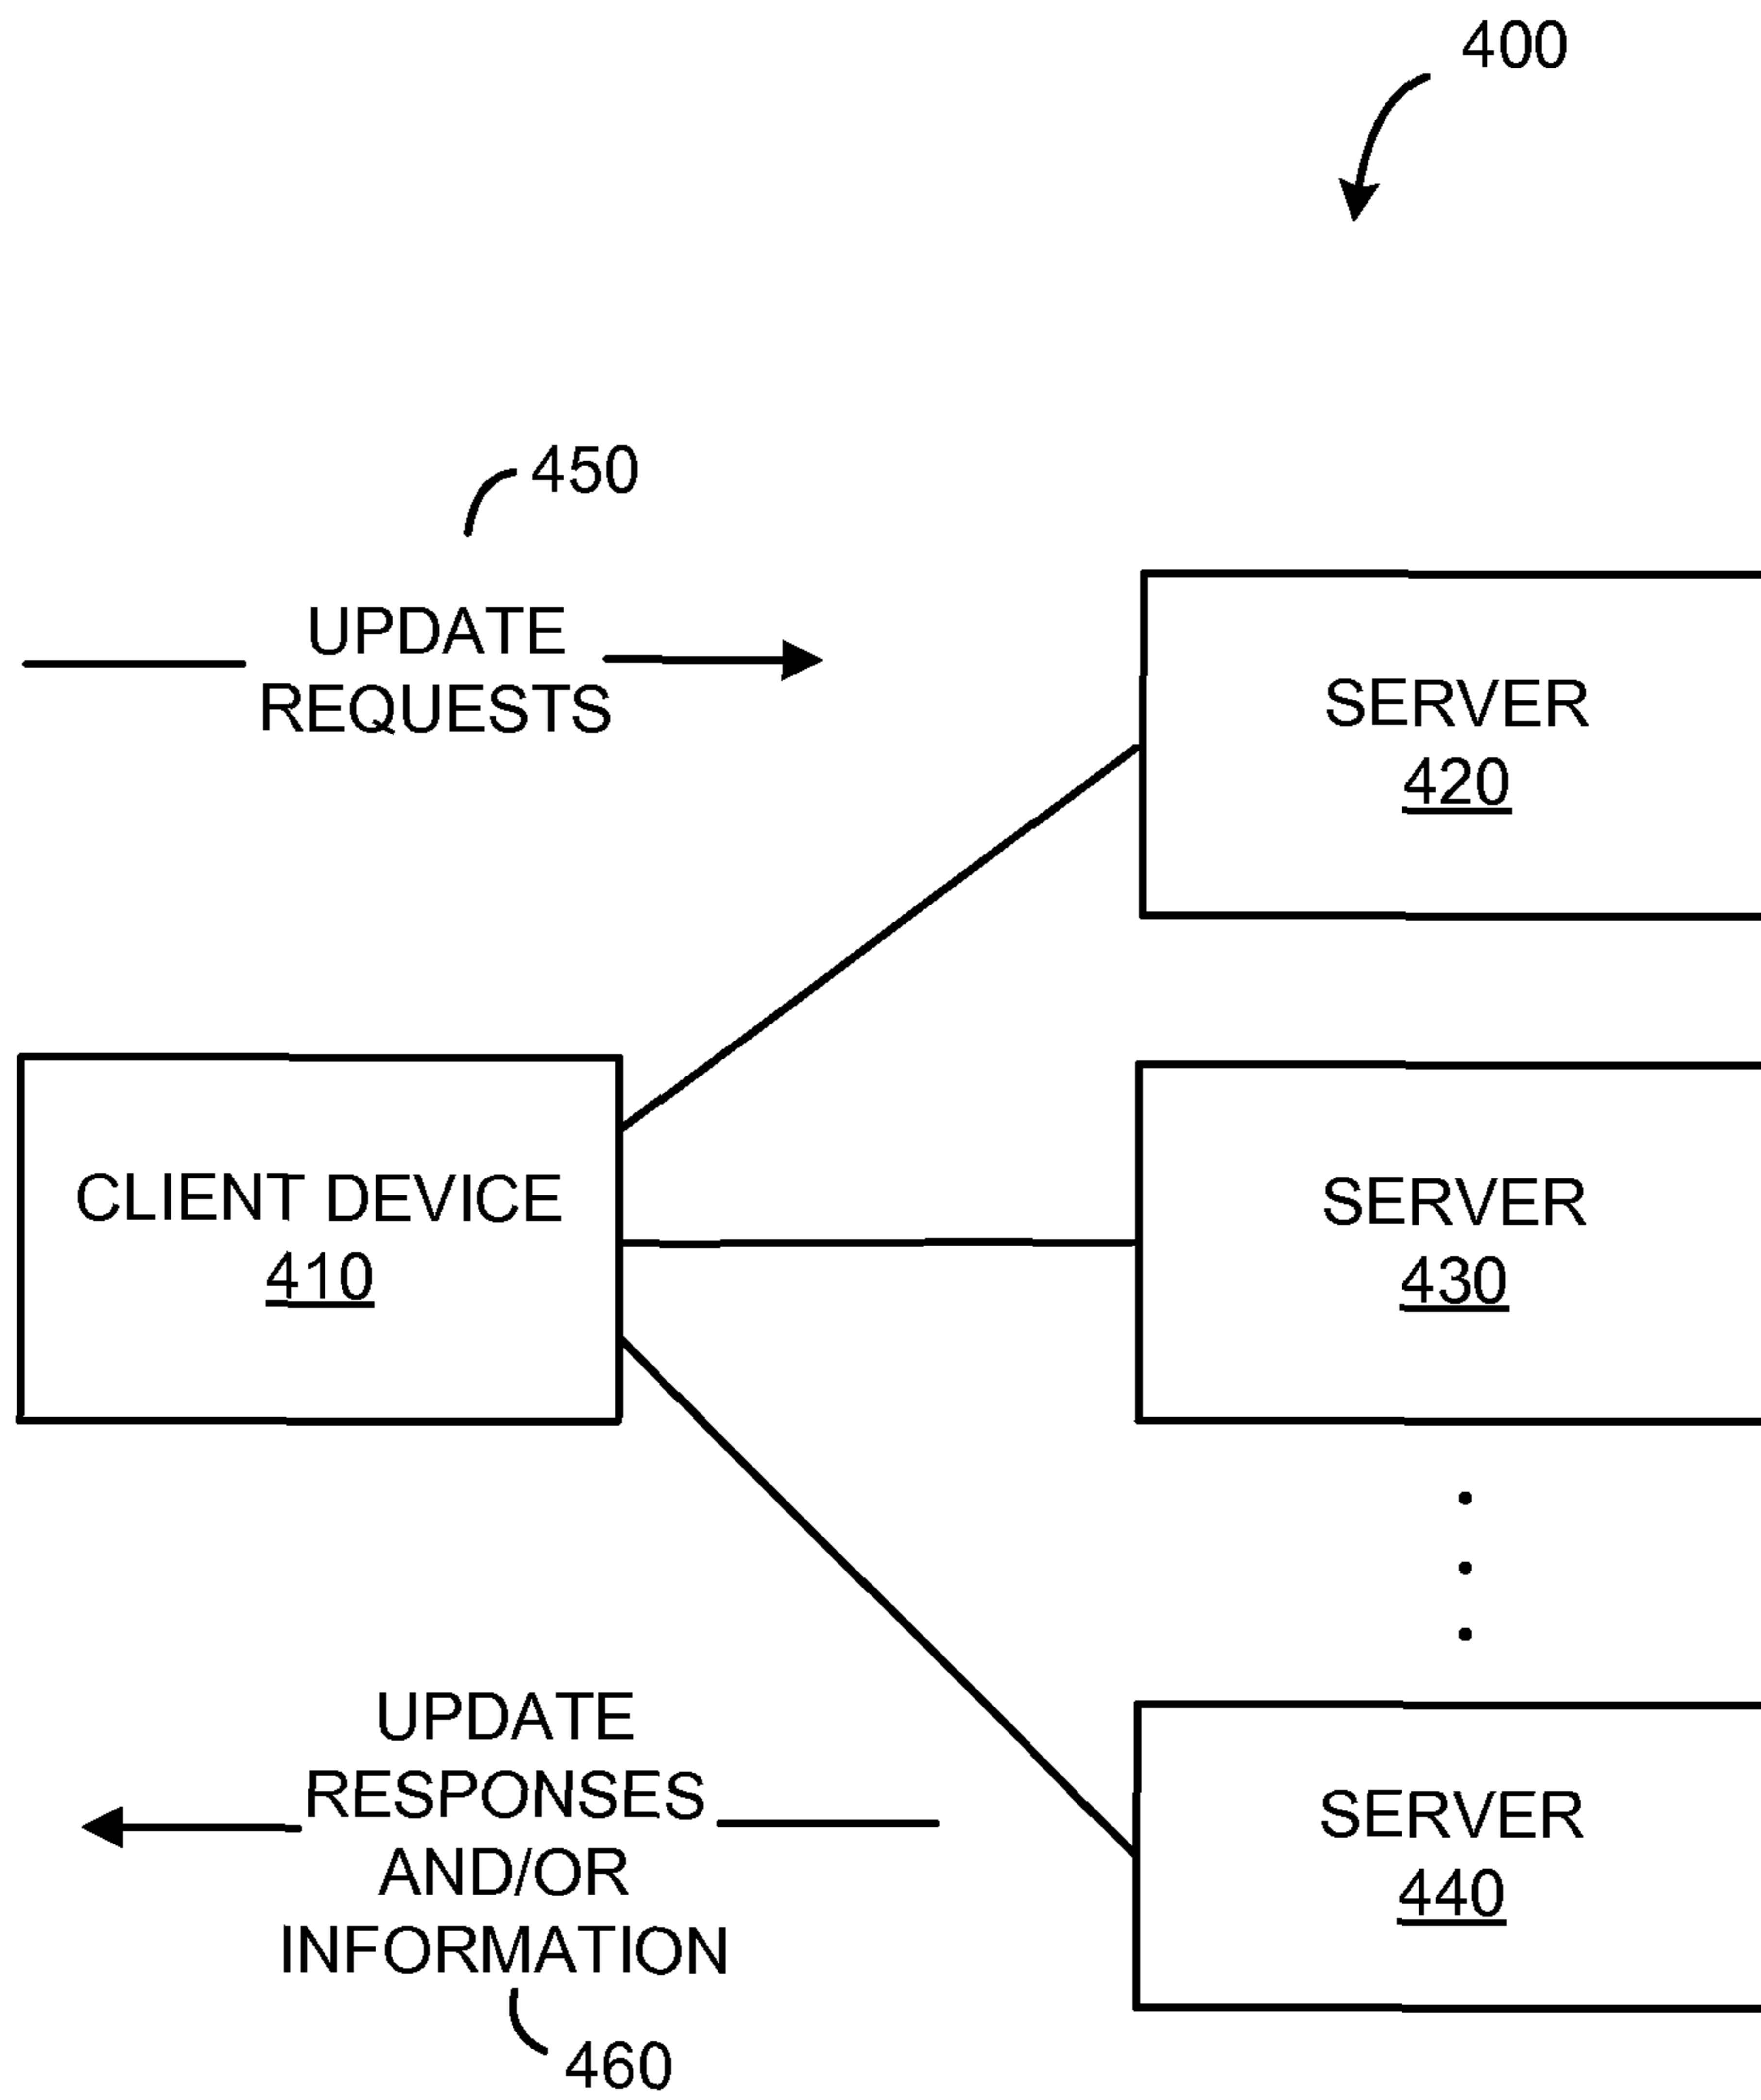 400
450
UPDATE
REQUESTS
SERVER
420
CLIENT DEVICE
410
SERVER
430
UPDATE
RESPONSES
AND/OR
INFORMATION
460
SERVER
440